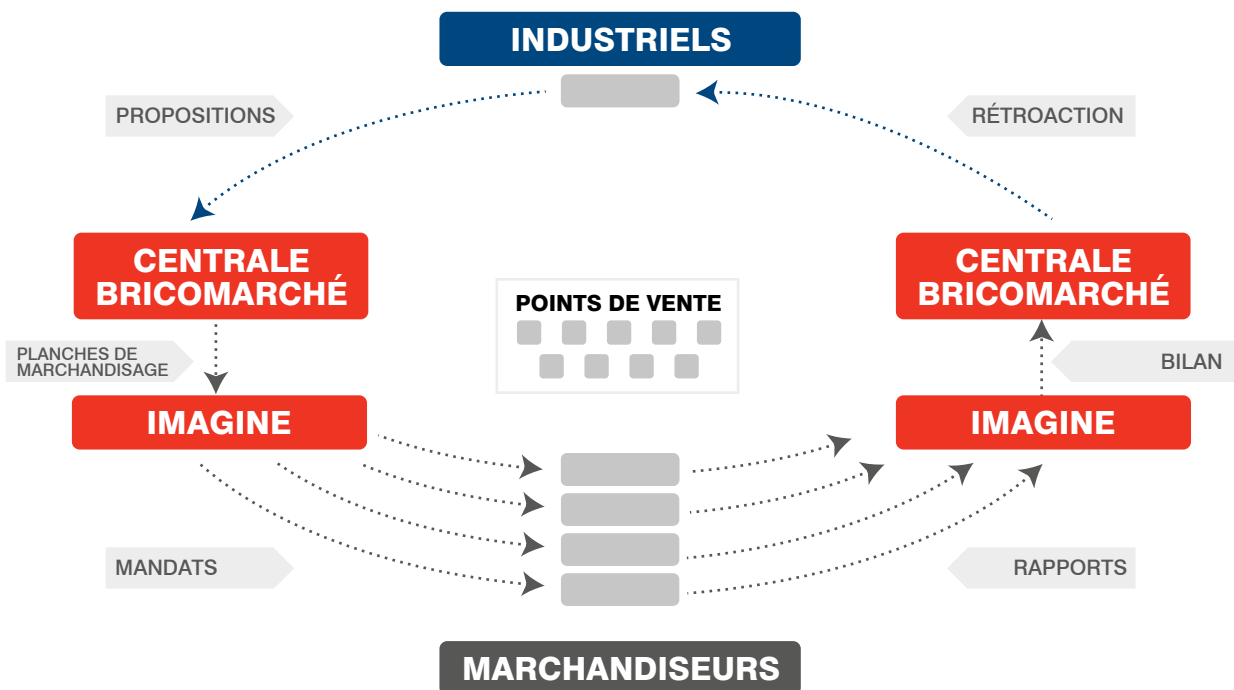 INDUSTRIELS
PROPOSITIONS
RÉTROACTION
CENTRALE
BRICOMARCHÉ
CENTRALE
BRICOMARCHÉ
POINTS DE VENTE
PLANCHES DE
MARCHANDISAGE
BILAN
IMAGINE
IMAGINE
MANDATS
RAPPORTS
MARCHANDISEURS